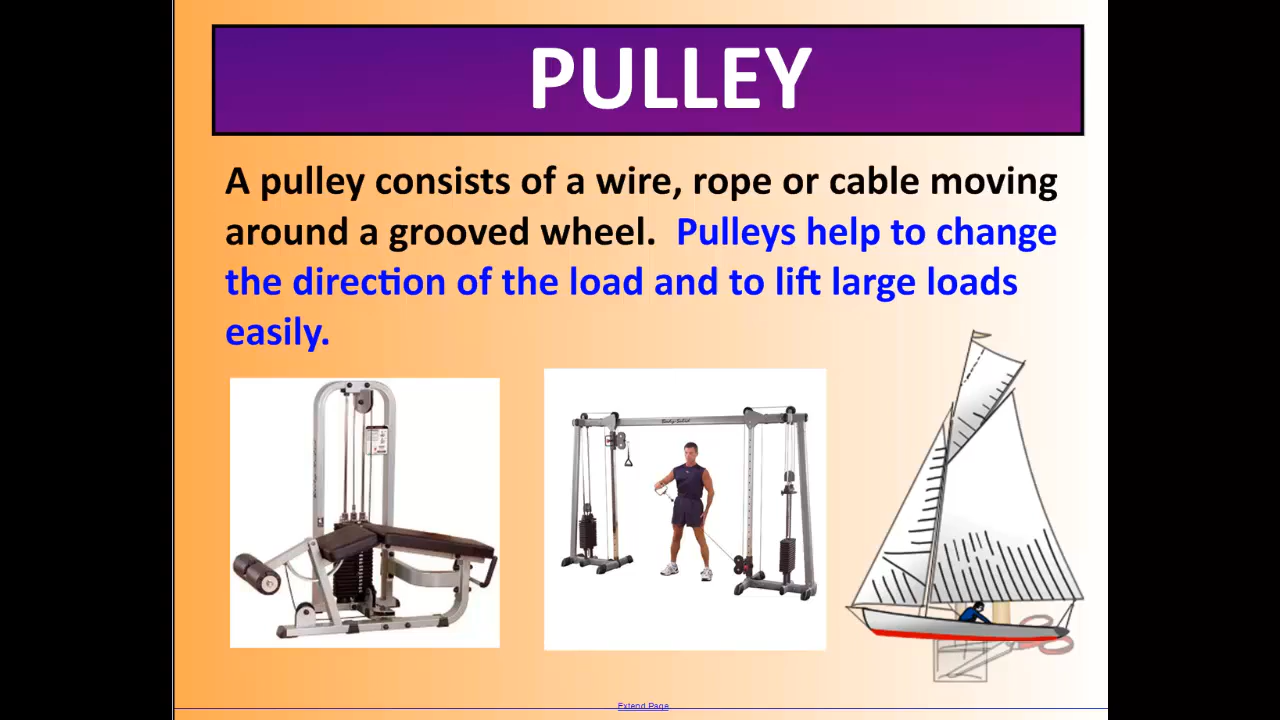 PULLEY
A pulley consists of a wire, rope or cable moving
around a grooved wheel.  Pulleys help to change
the direction of the load and to lift large loads
easily.
Extend Page